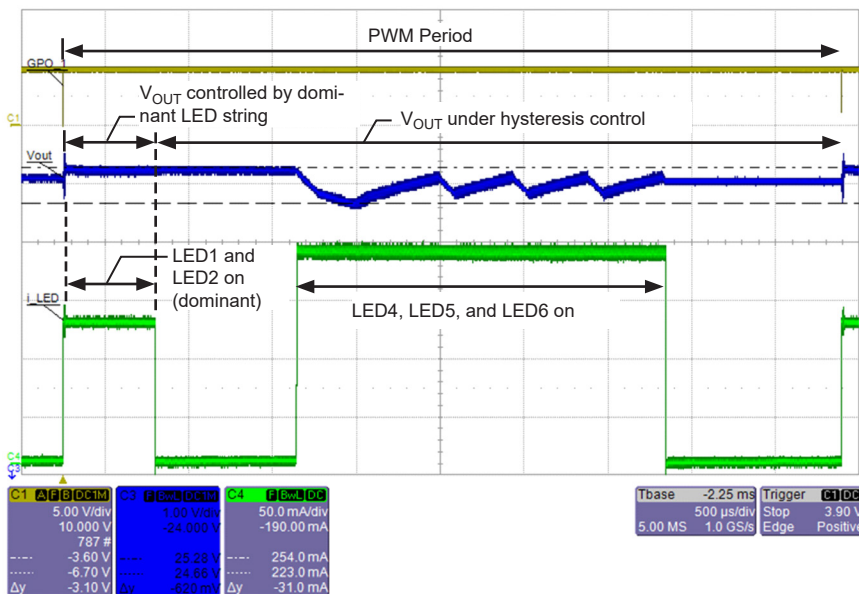 PWM Period
GPO_1
VOUT controlled by domi-
nant LED string
C1
VOUT under hysteresis control
Vout
LED1 and
LED2 on
(dominant)
i_LED
LED4, LED5, and LED6 on
C4
C3
C1 A F B DC1M
5.00 V/div
10.000 V
787 #
-3.60 V
-6.70 V
Δy -3.10 V
C3 F BwL DC1M
1.00 V/div
-24.000 V
25.28 V
24.66 V
Δy -620 mV
C4 F BwL DC
50.0 mA/div
-190.00 mA
254.0 mA
223.0 mA
Δy -31.0 mA
Tbase -2.25 ms
500 µs/div
5.00 MS 1.0 GS/s
Trigger C1 DC
Stop 3.90 V
Edge Positive